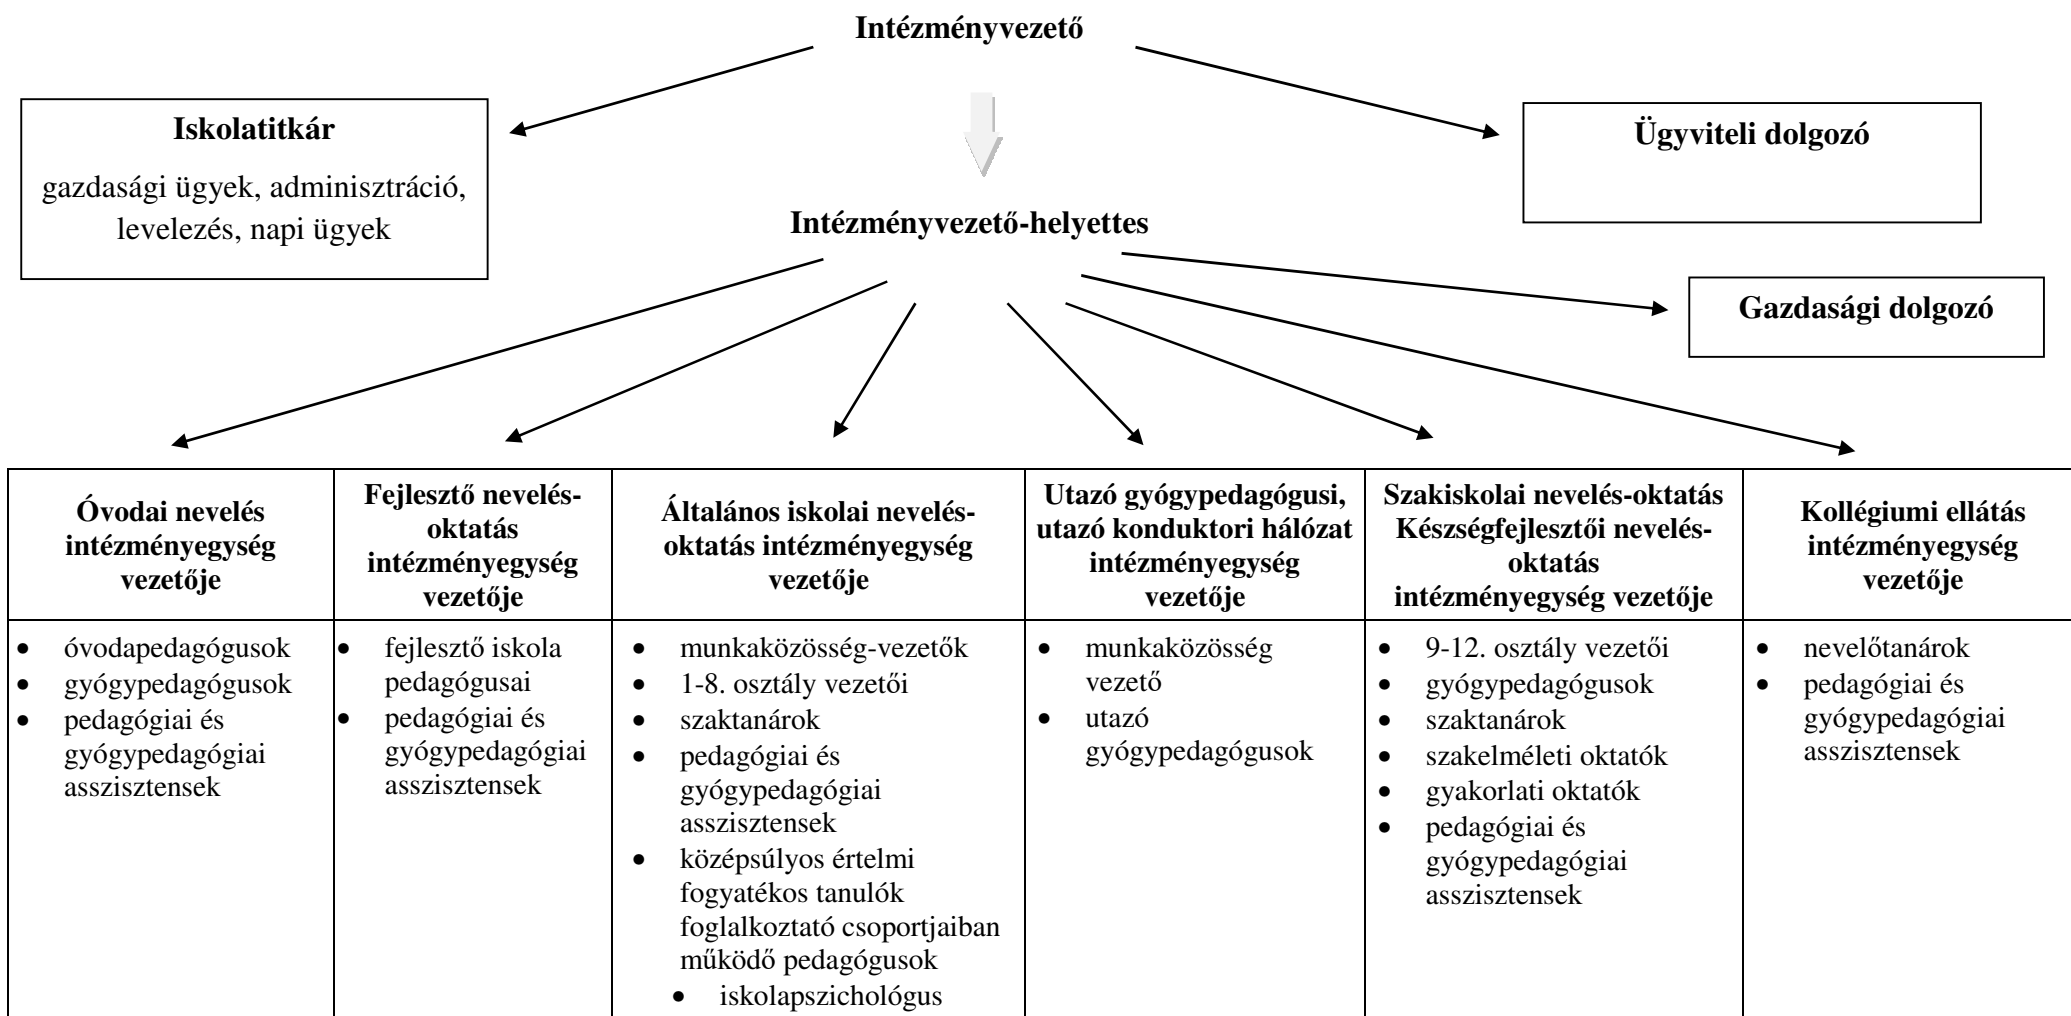 Intézményvezető
Iskolatitkár
gazdasági ügyek, adminisztráció,
levelezés, napi ügyek
Ügyviteli dolgozó
Intézményvezető-helyettes
Gazdasági dolgozó
Óvodai nevelés
intézményegység
vezetője
• óvodapedagógusok
• gyógypedagógusok
• pedagógiai és
gyógypedagógiai
asszisztensek
Fejlesztő nevelés-
oktatás
intézményegység
vezetője
• fejlesztő iskola
pedagógusai
• pedagógiai és
gyógypedagógiai
asszisztensek
Általános iskolai nevelés-
oktatás intézményegység
vezetője
• munkaközösség-vezetők
• 1-8. osztály vezetői
• szaktanárok
• pedagógiai és
gyógypedagógiai
asszisztensek
• középsúlyos értelmi
fogyatékos tanulók
foglalkoztató csoportjaiban
működő pedagógusok
• iskolapszichológus
Utazó gyógypedagógusi,
utazó konduktori hálózat
intézményegység
vezetője
• munkaközösség
vezető
• utazó
gyógypedagógusok
Szakiskolai nevelés-oktatás
Készségfejlesztői nevelés-
oktatás
intézményegység vezetője
• 9-12. osztály vezetői
• gyógypedagógusok
• szaktanárok
• szakelméleti oktatók
• gyakorlati oktatók
• pedagógiai és
gyógypedagógiai
asszisztensek
Kollégiumi ellátás
intézményegység
vezetője
• nevelőtanárok
• pedagógiai és
gyógypedagógiai
asszisztensek